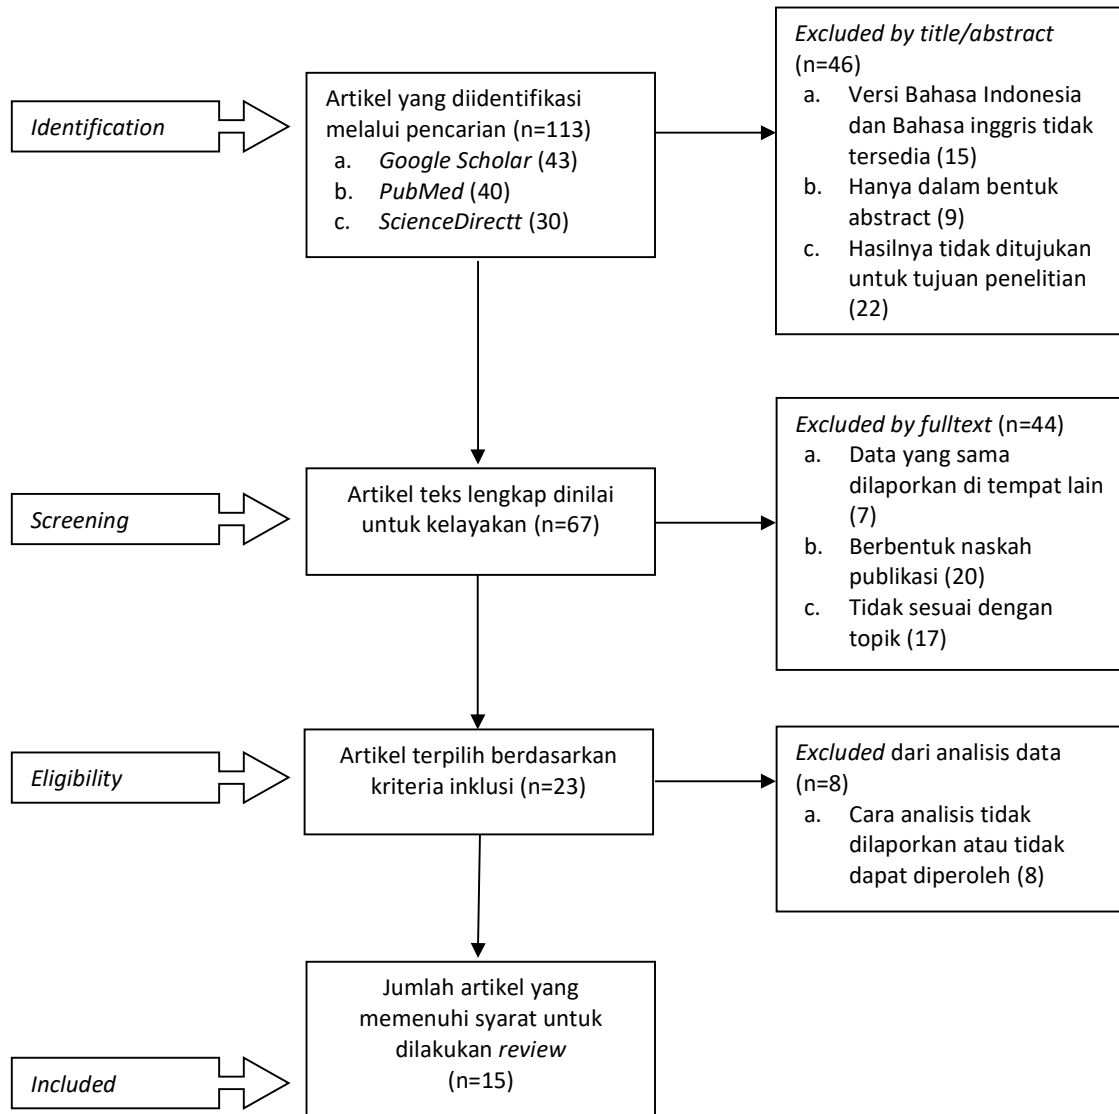 Identification
Artikel yang diidentifikasi
melalui pencarian (n=113)
a. Google Scholar (43)
b. PubMed (40)
c. ScienceDirectt (30)
Excluded by title/abstract
(n=46)
a. Versi Bahasa Indonesia
dan Bahasa inggris tidak
tersedia (15)
b. Hanya dalam bentuk
abstract (9)
c. Hasilnya tidak ditujukan
untuk tujuan penelitian
(22)
Screening
Artikel teks lengkap dinilai
untuk kelayakan (n=67)
Excluded by fulltext (n=44)
a. Data yang sama
dilaporkan di tempat lain
(7)
b. Berbentuk naskah
publikasi (20)
c. Tidak sesuai dengan
topik (17)
Eligibility
Artikel terpilih berdasarkan
kriteria inklusi (n=23)
Excluded dari analisis data
(n=8)
a. Cara analisis tidak
dilaporkan atau tidak
dapat diperoleh (8)
Included
Jumlah artikel yang
memenuhi syarat untuk
dilakukan review
(n=15)